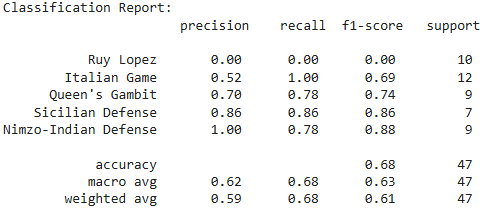 Classification Report:
precision recall f1-score support
Ruy Lopez 0.00 0.00 0.00 10
Italian Game 0.52 1.00 0.69 12
Queen's Gambit 0.70 0.78 0.74 9
Sicilian Defense 0.86 0.86 0.86 7
Nimzo-Indian Defense 1.00 0.78 0.88 9
accuracy 0.68 47
macro avg 0.62 0.68 0.63 47
weighted avg 0.59 0.68 0.61 47